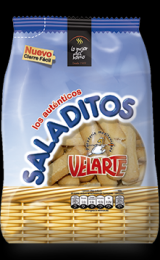 lo mejor
del
horno
Nuevo
Cierre Fácil
los auténticos
SALADITOS
VELARTE